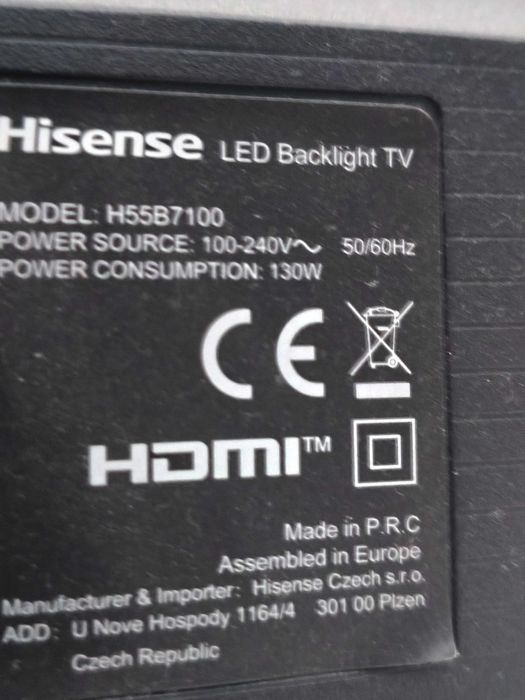 Hisense LED Backlight TV
MODEL: H55B7100
POWER SOURCE: 100-240V～ 50/60Hz
POWER CONSUMPTION: 130W
CE
HDMI™
Made in P.R.C
Assembled in Europe
Manufacturer & Importer: Hisense Czech s.r.o.
ADD: U Nove Hospody 1164/4 301 00 Plzen
Czech Republic